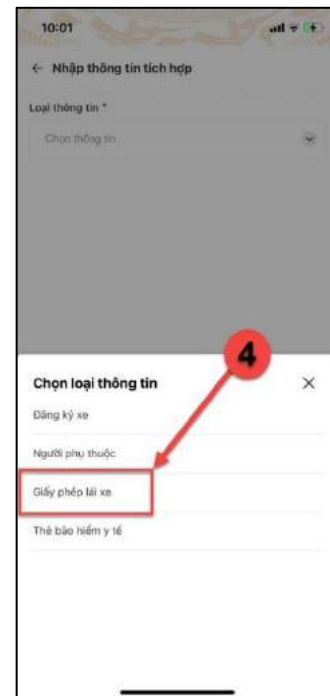 10:01
← Nhập thông tin tích hợp
Loại thông tin *
Chọn thông tin
4
Chọn loại thông tin
Đăng ký xe
Người phụ thuộc
Giấy phép lái xe
Thẻ bảo hiểm y tế